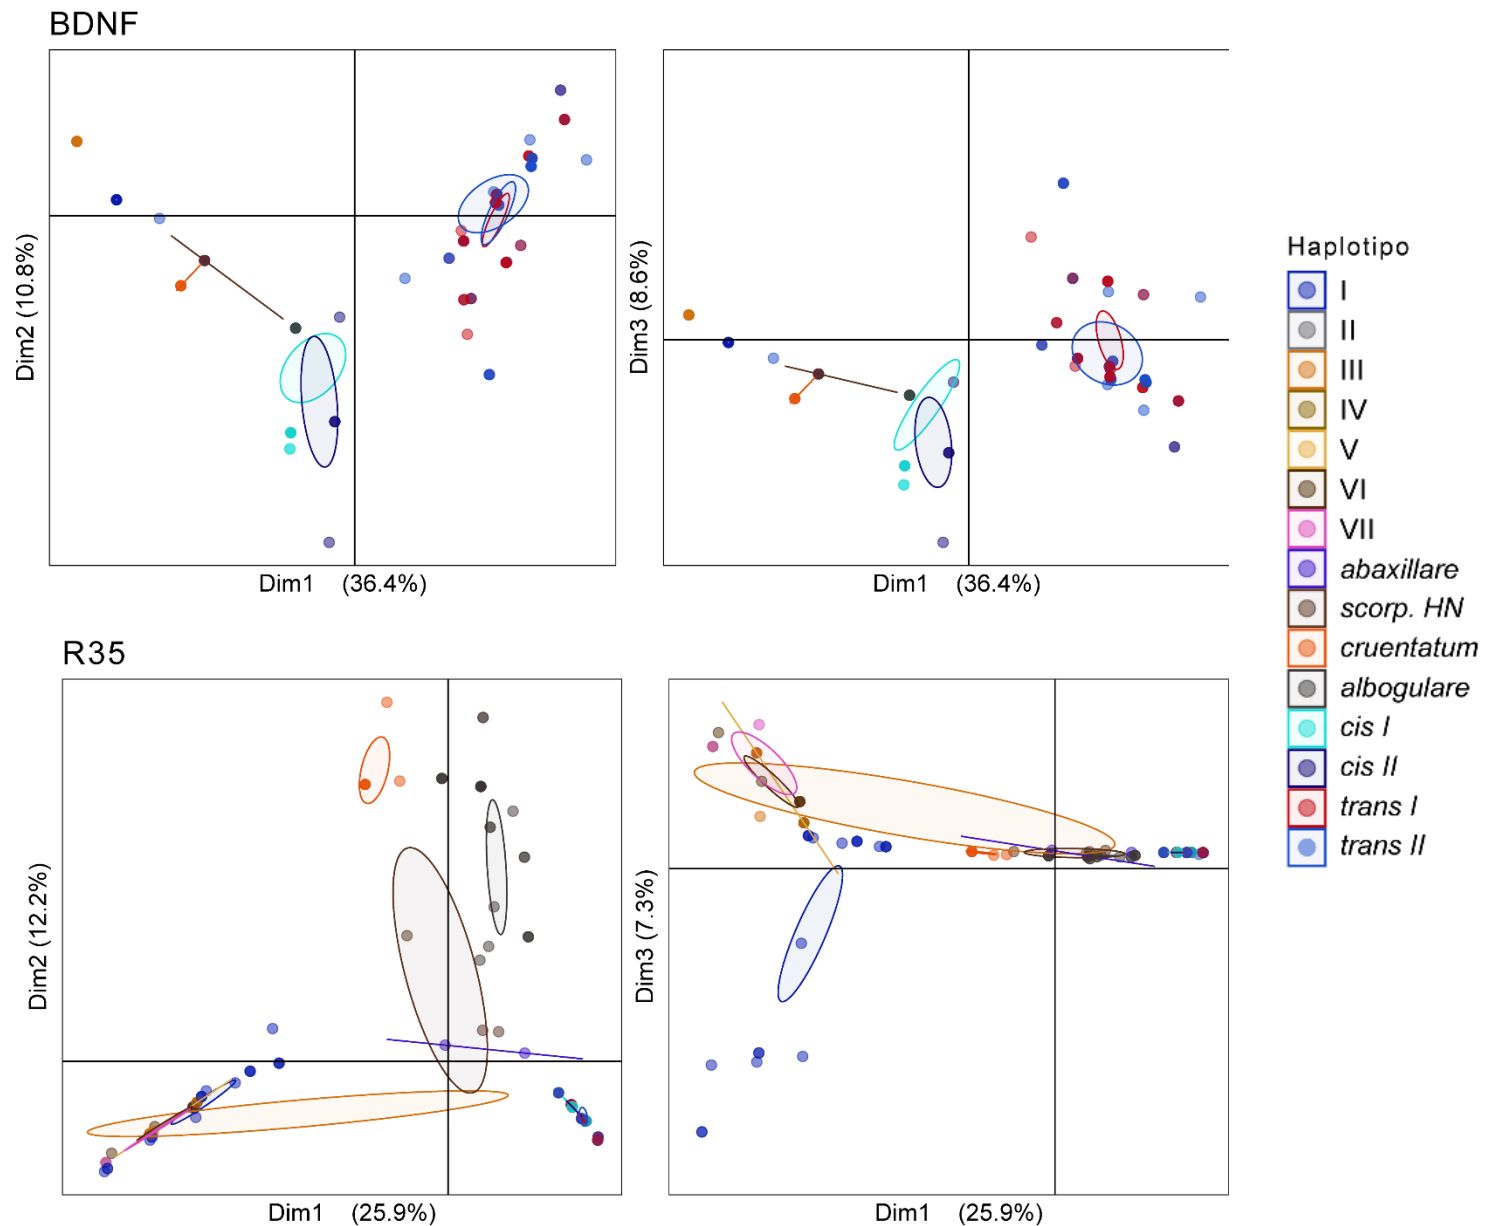 BDNF
Dim2 (10.8%)
Dim1 (36.4%)
Dim3 (8.6%)
Dim1 (36.4%)
R35
Dim2 (12.2%)
Dim1 (25.9%)
Dim3 (7.3%)
Dim1 (25.9%)
Haplotipo
I
II
III
IV
V
VI
VII
abaxillare
scorp. HN
cruentatum
albogulare
cis I
cis II
trans I
trans II